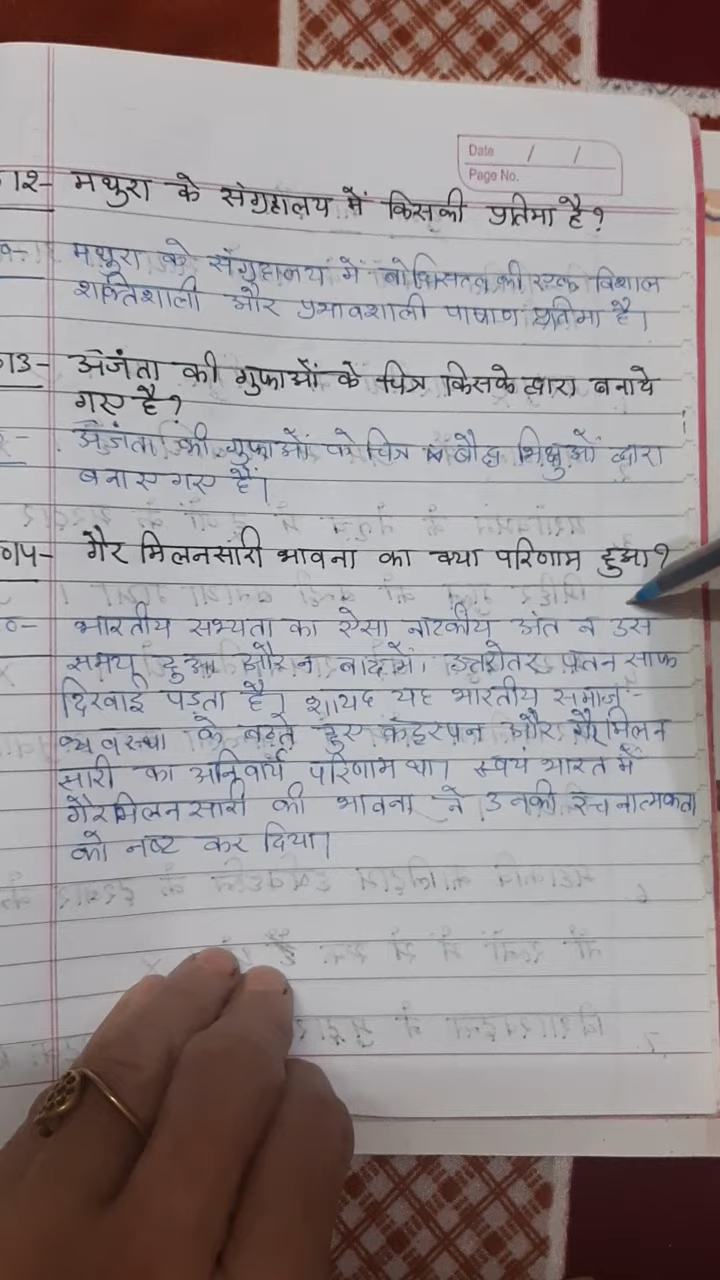 Date / /
Page No.
12- मथुरा के संग्रहालय में किसकी प्रतिमा है?
मथुरा के संग्रहालय में बोधिसत्व की एक विशाल
शक्तिशाली और प्रभावशाली पाषाण प्रतिमा है।
13- अजंता की गुफाओं के चित्र किसके द्वारा बनाये
गए है?
अजंता की गुफाओं के चित्र बौद्ध भिक्षुओं द्वारा
बनाए गए हैं।
14- गैर मिलनसारी भावना का क्या परिणाम हुआ?
भारतीय सभ्यता का ऐसा नाटकीय अंत न उस
समय हुआ और न बाद में। उत्तरोतर पतन साफ
दिखाई पड़ता है। शायद यह भारतीय समाज-
व्यवस्था के बढ़ते हुए कट्टरपन और गैर मिलन
सारी का अनिवार्य परिणाम था। स्वयं भारत में
गैर मिलनसारी की भावना ने उनकी रचनात्मकता
को नष्ट कर दिया।